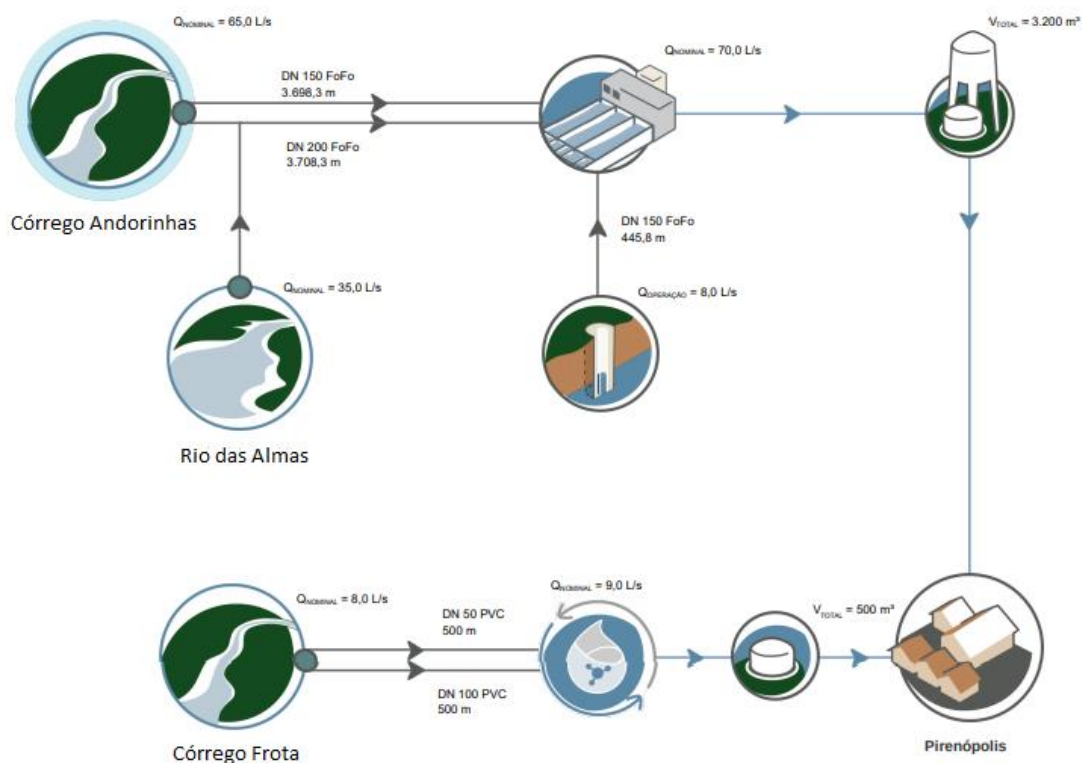 QNOMINAL = 65,0 L/s
VTOTAL = 3.200 m³
QNOMINAL = 70,0 L/s
DN 150 FoFo
3.698,3 m
DN 200 FoFo
3.708,3 m
Córrego Andorinhas
DN 150 FoFo
445,8 m
QNOMINAL = 35,0 L/s
QOPERAÇÃO = 8,0 L/s
Rio das Almas
QNOMINAL = 8,0 L/s
QNOMINAL = 9,0 L/s
DN 50 PVC
500 m
VTOTAL = 500 m³
DN 100 PVC
500 m
Córrego Frota
Pirenópolis